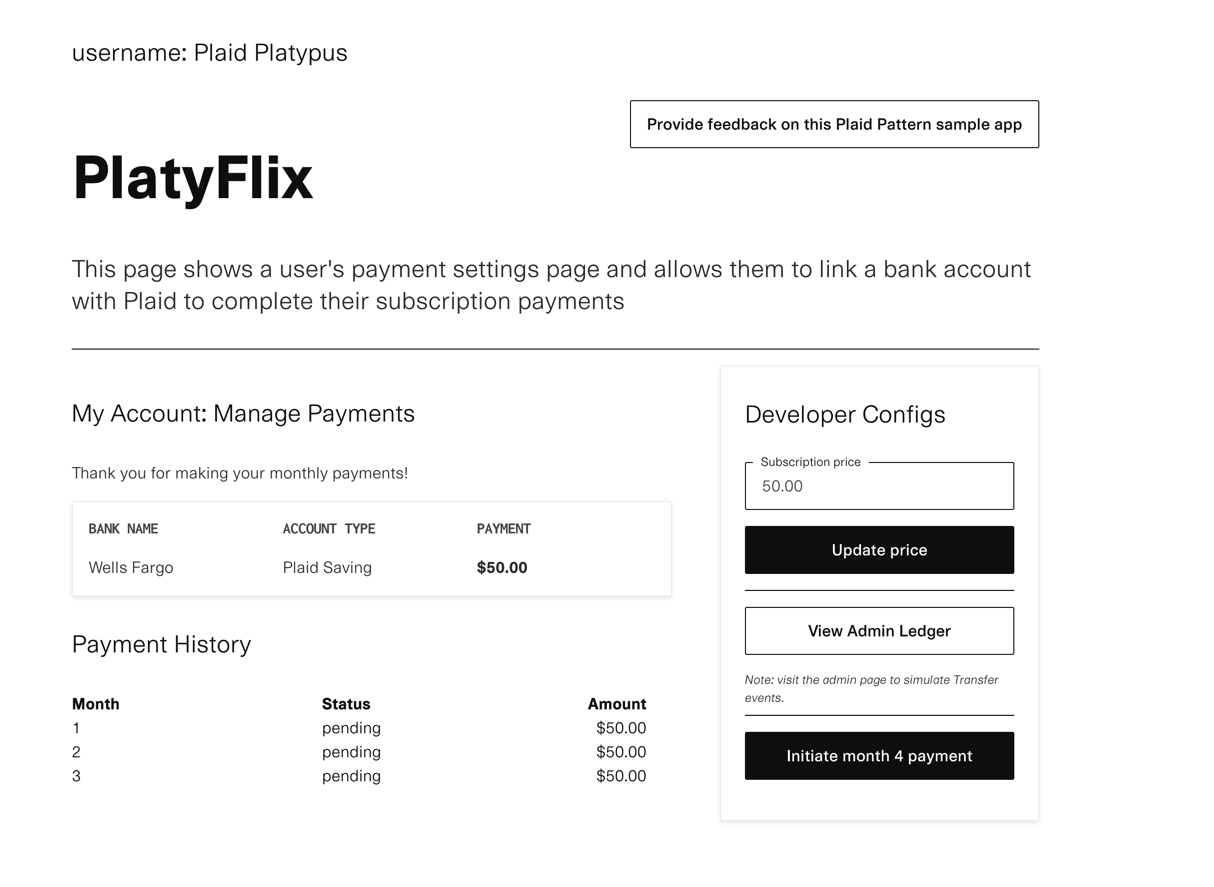 username: Plaid Platypus
Provide feedback on this Plaid Pattern sample app
PlatyFlix
This page shows a user's payment settings page and allows them to link a bank account
with Plaid to complete their subscription payments
My Account: Manage Payments
Thank you for making your monthly payments!
BANK NAME ACCOUNT TYPE PAYMENT
Wells Fargo Plaid Saving $50.00
Payment History
Month Status Amount
1 pending $50.00
2 pending $50.00
3 pending $50.00
Developer Configs
Subscription price
50.00
Update price
View Admin Ledger
Note: visit the admin page to simulate Transfer
events.
Initiate month 4 payment